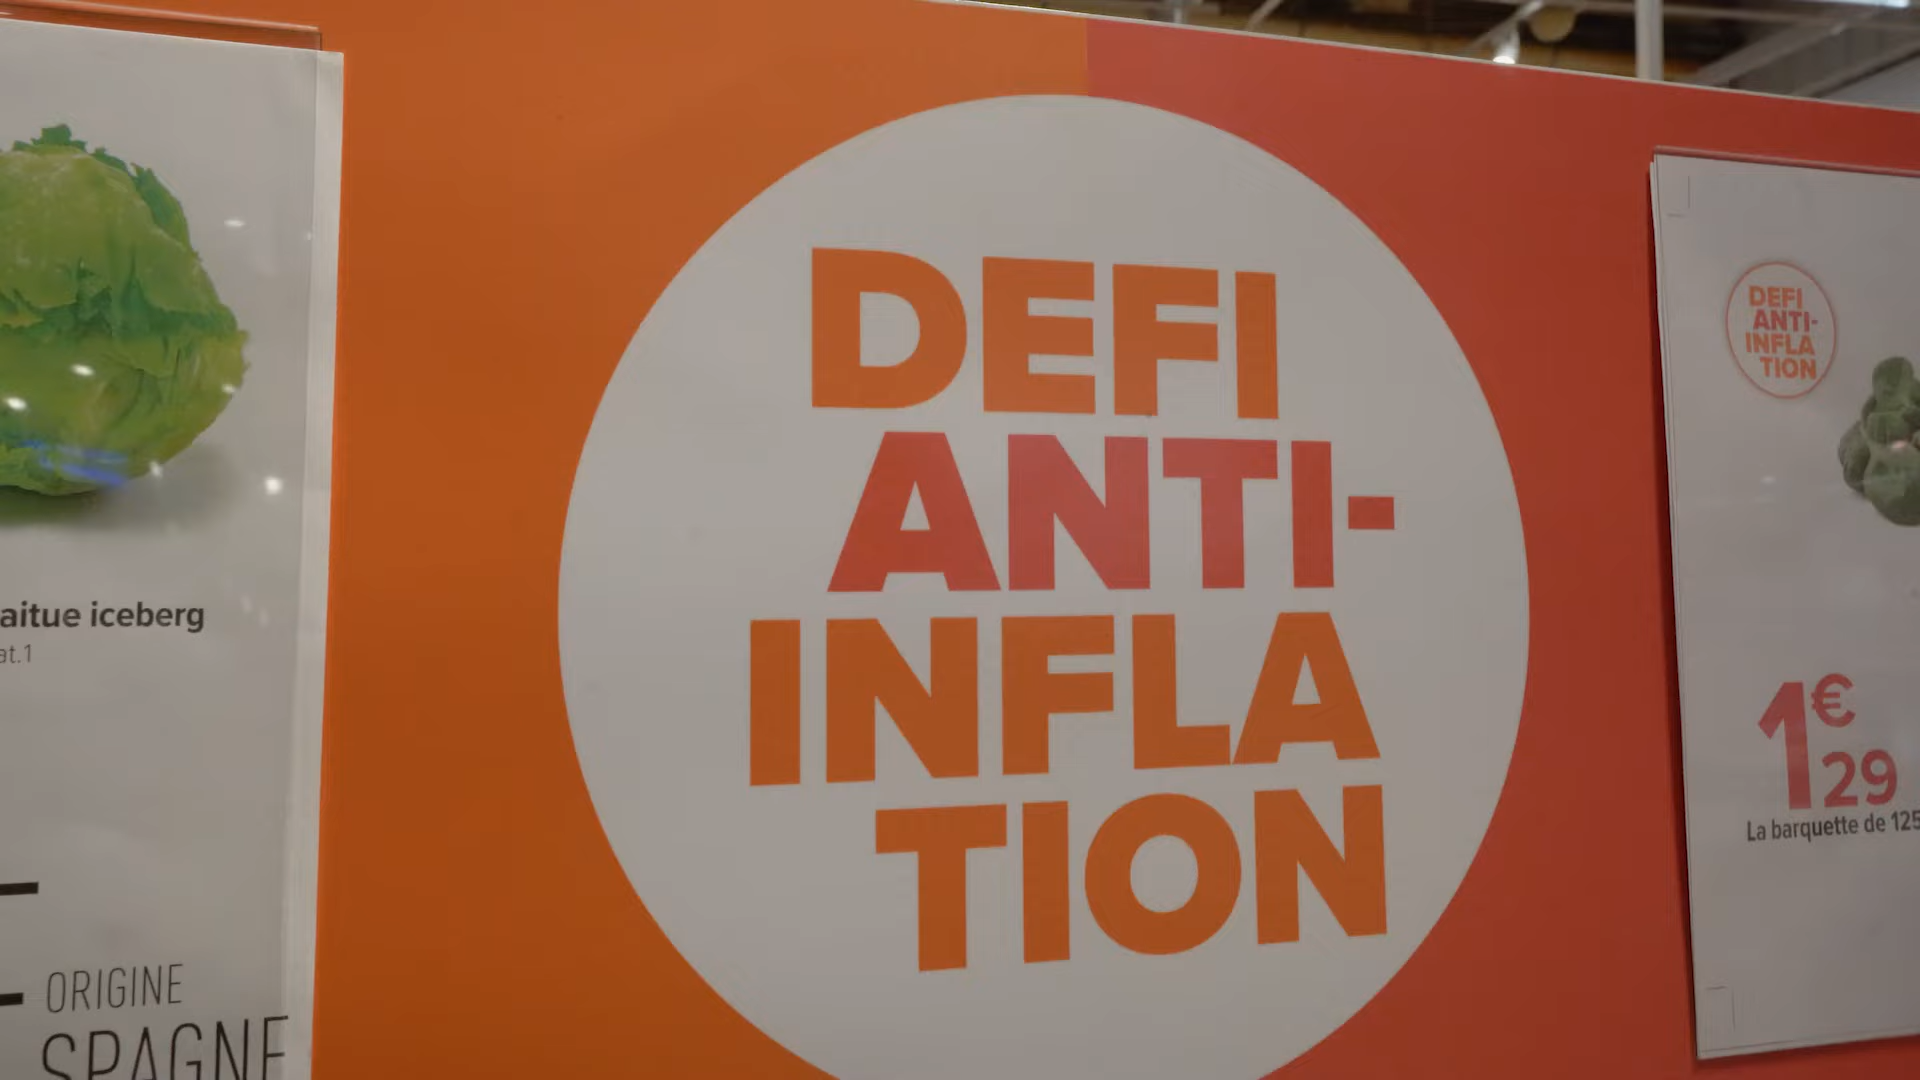 aitue iceberg
at.1
ORIGINE
SPAGNE
DEFI
ANTI-
INFLA
TION
DEFI
ANTI-
INFLA
TION
1€
29
La barquette de 125